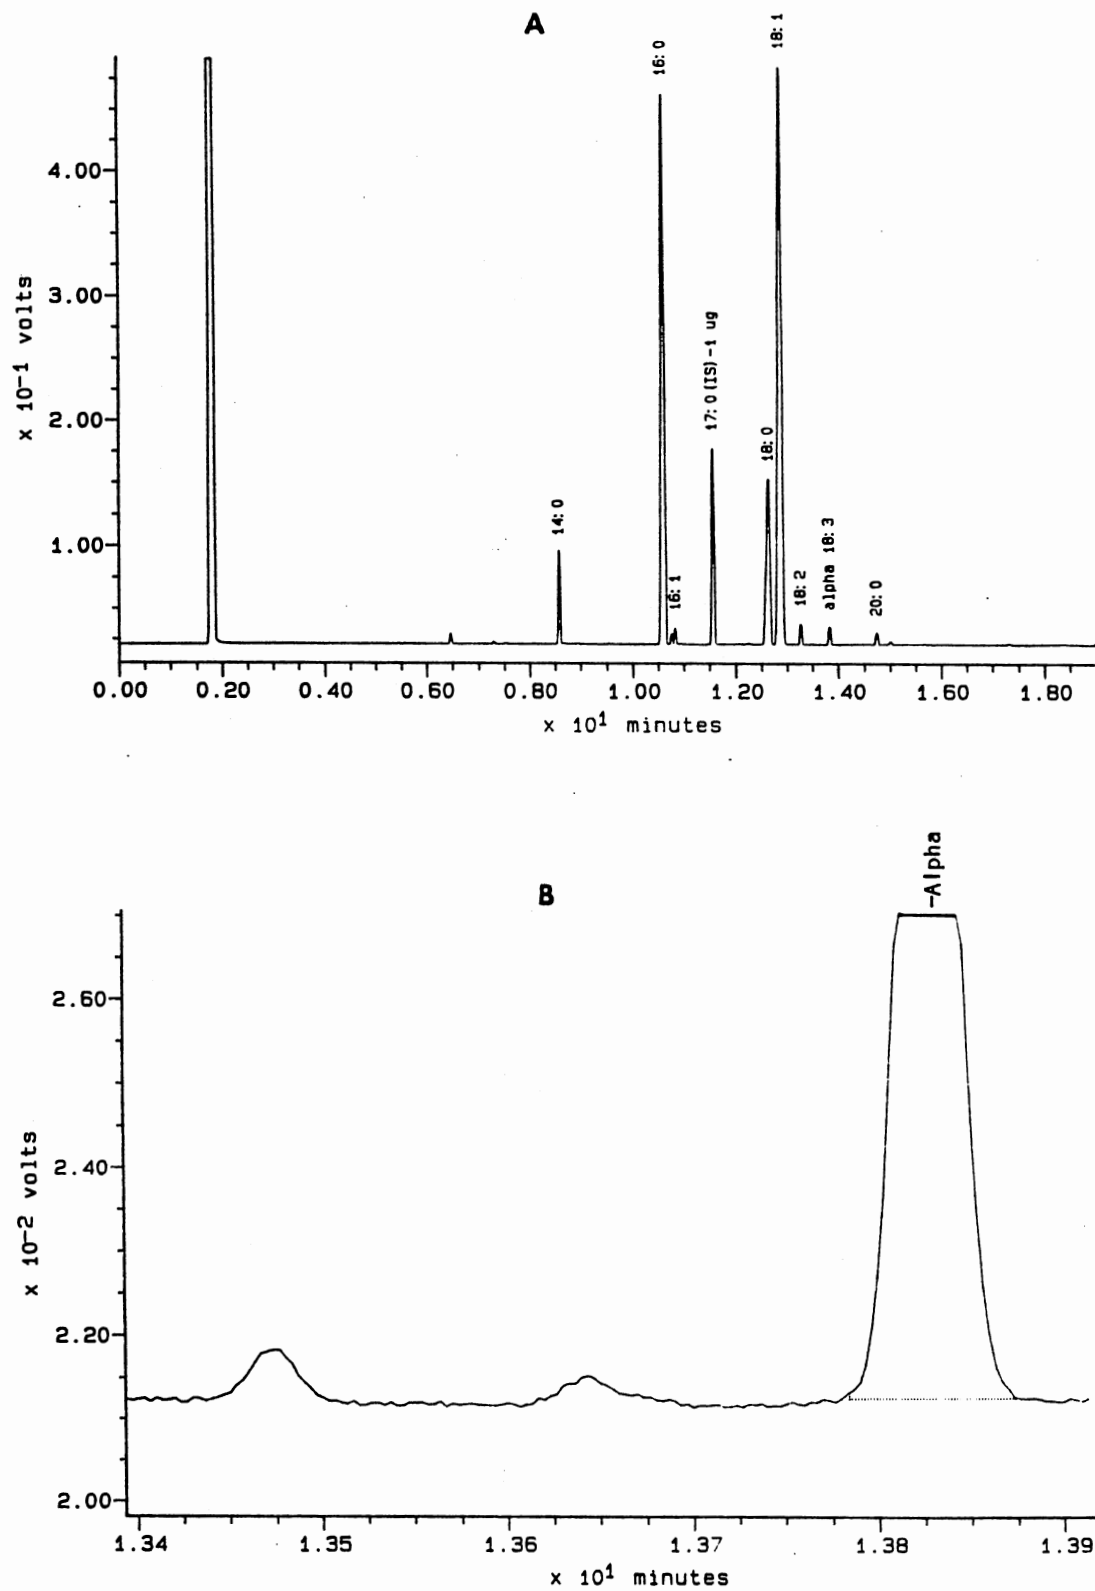 A
18:1
16:0
4.00
3.00
17:0(IS)-1 ug
x 10-1 volts
2.00
18:0
14:0
1.00
alpha 18:3
18:2
16:1
20:0
0.00 0.20 0.40 0.60 0.80 1.00 1.20 1.40 1.60 1.80
x 101 minutes
B
-Alpha
2.60
2.40
x 10-2 volts
2.20
2.00
1.34 1.35 1.36 1.37 1.38 1.39
x 101 minutes